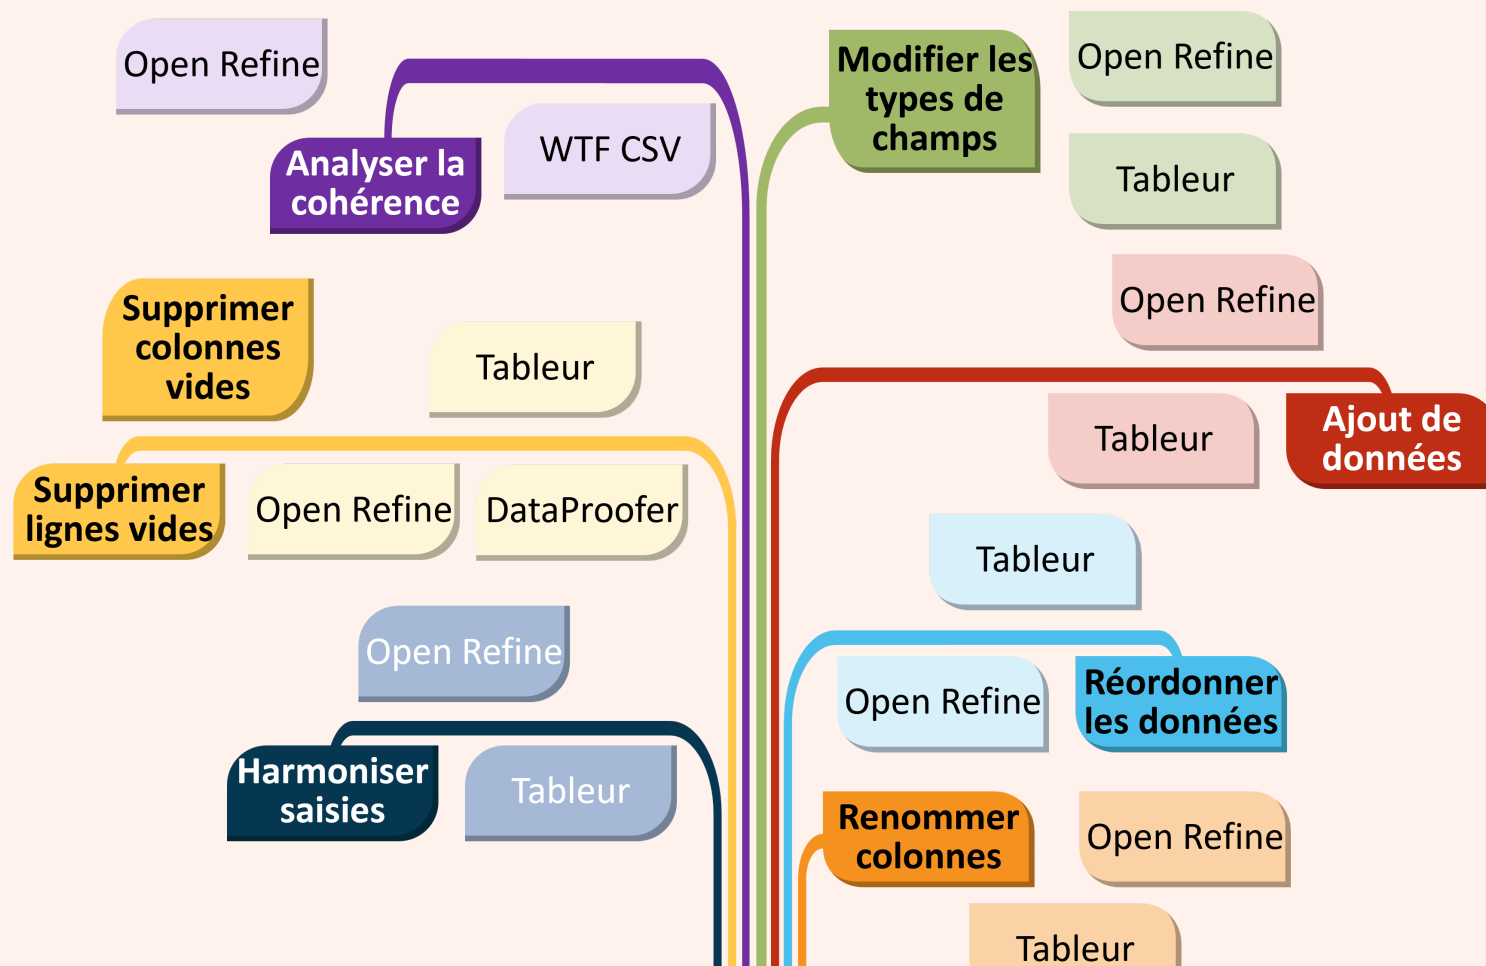 Open Refine
WTF CSV
Analyser la
cohérence
Supprimer
colonnes
vides
Tableur
Supprimer
lignes vides
Open Refine
DataProofer
Open Refine
Harmoniser
saisies
Tableur
Modifier les
types de
champs
Open Refine
Tableur
Open Refine
Tableur
Ajout de
données
Tableur
Open Refine
Réordonner
les données
Renommer
colonnes
Open Refine
Tableur